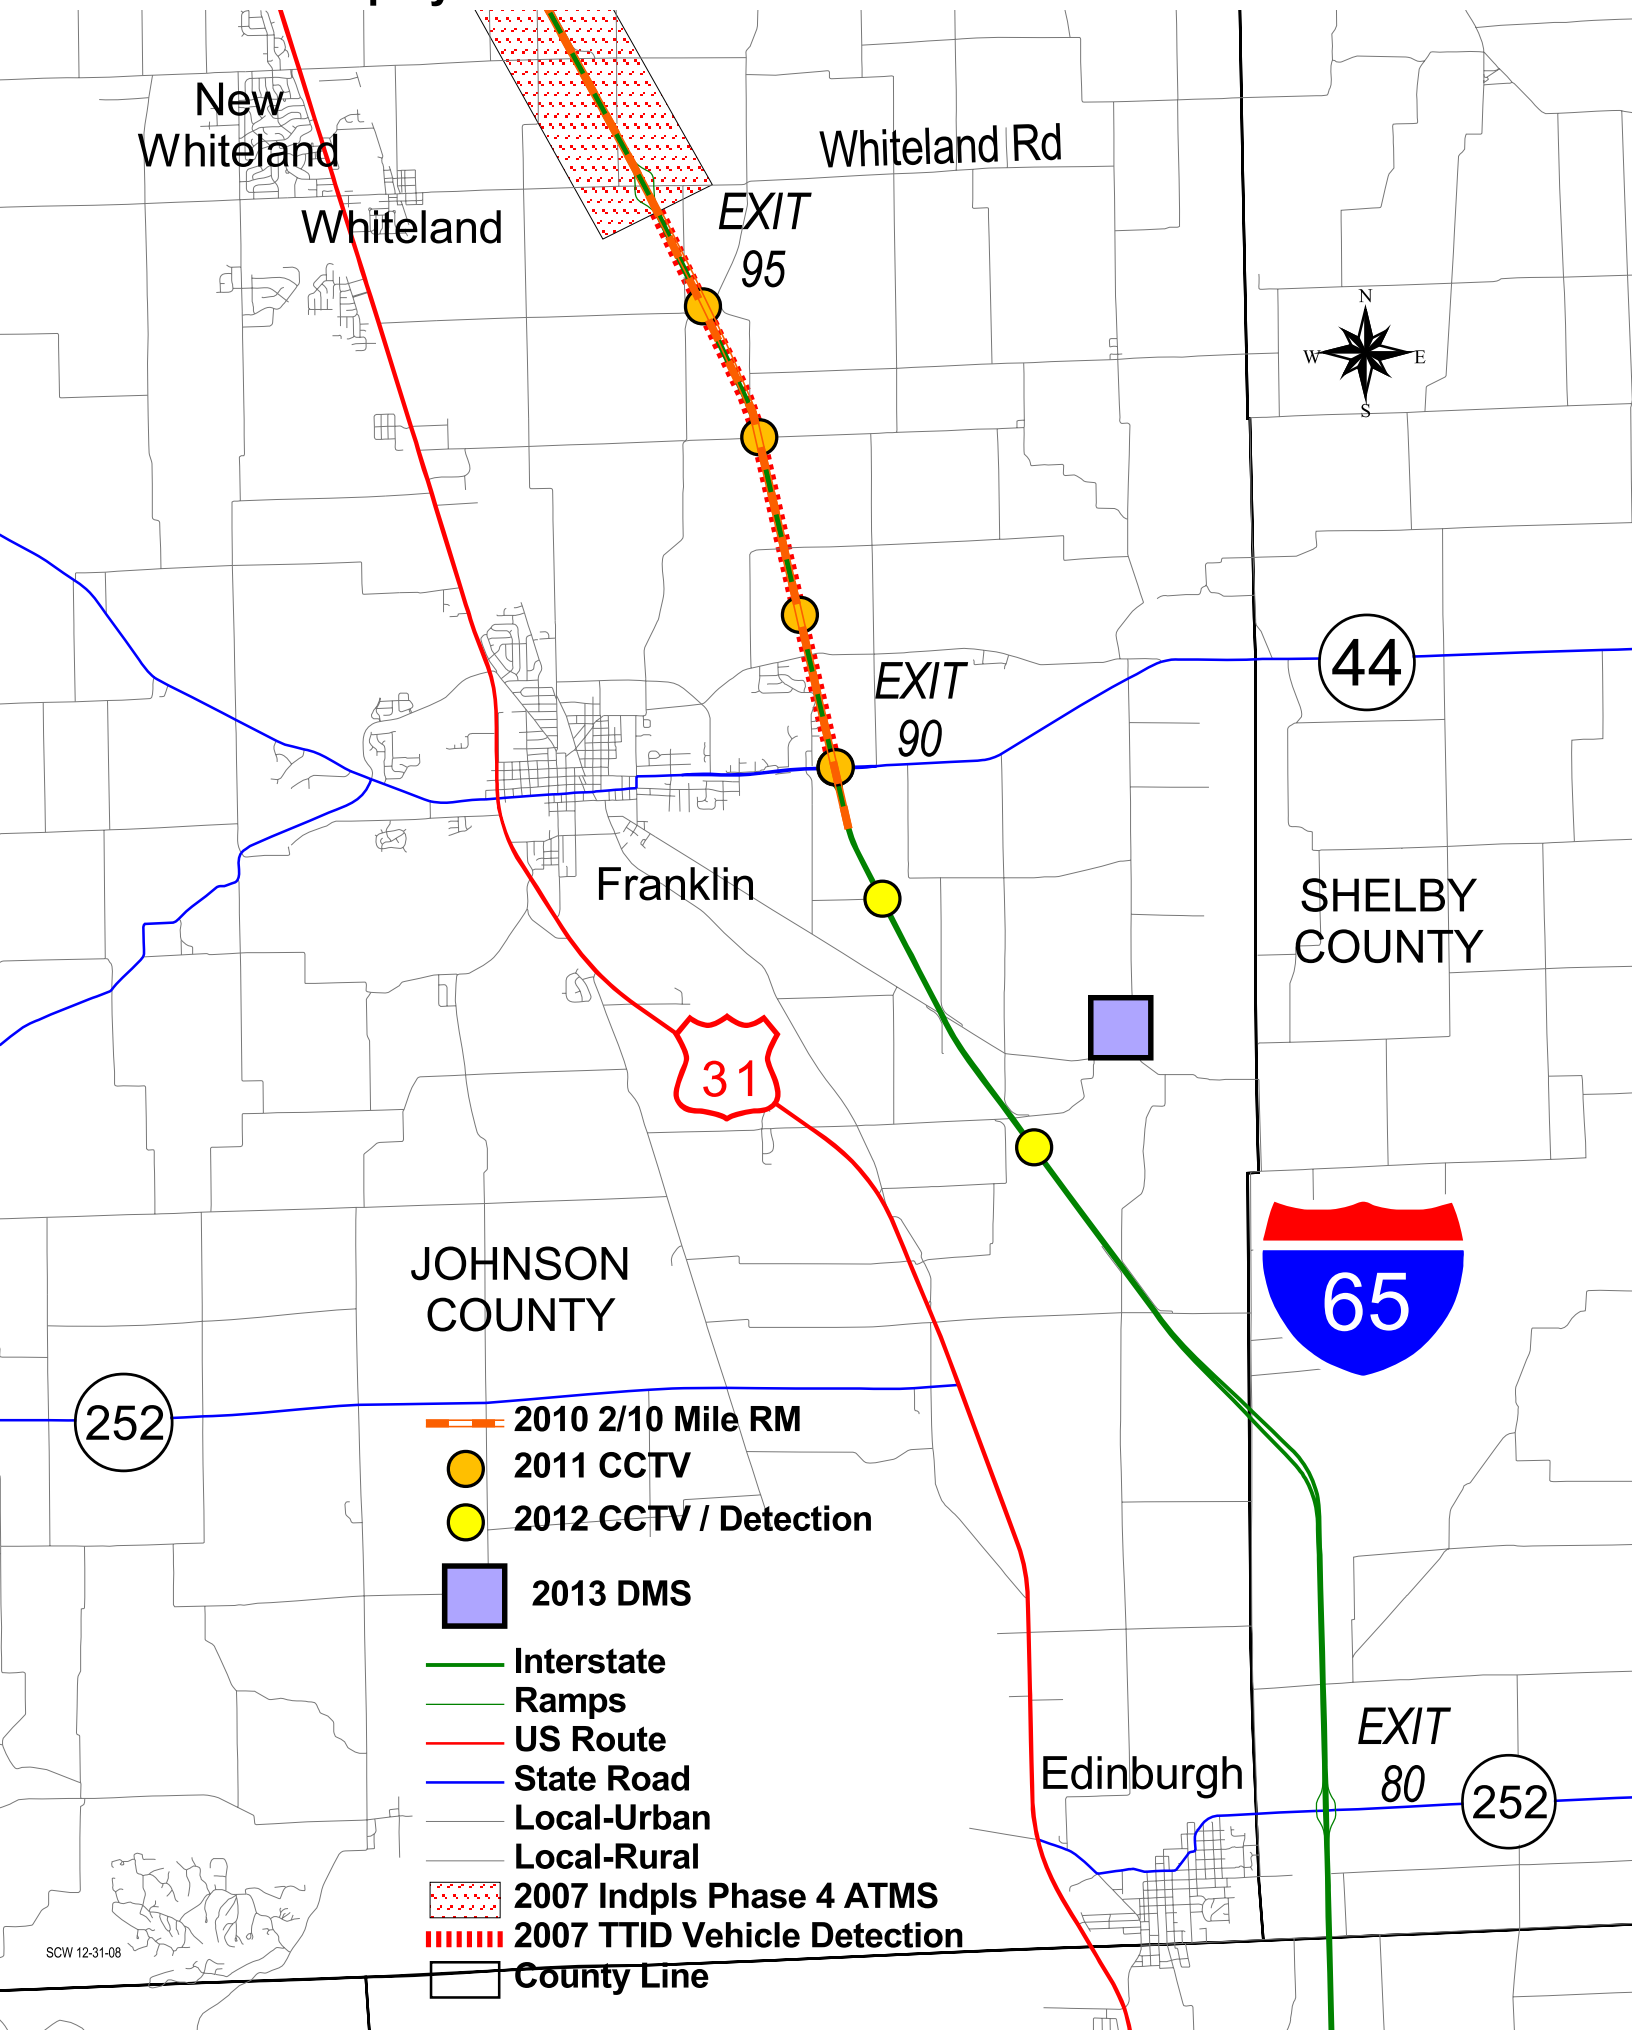 New
Whiteland
Whiteland Rd
Whiteland
EXIT
95
N
W E
S
EXIT
90
44
Franklin
SHELBY
COUNTY
31
65
JOHNSON
COUNTY
252
2010 2/10 Mile RM
2011 CCTV
2012 CCTV / Detection
2013 DMS
Interstate
Ramps
US Route
State Road
Local-Urban
Local-Rural
2007 Indpls Phase 4 ATMS
2007 TTID Vehicle Detection
County Line
EXIT
80
Edinburgh
252
SCW 12-31-08